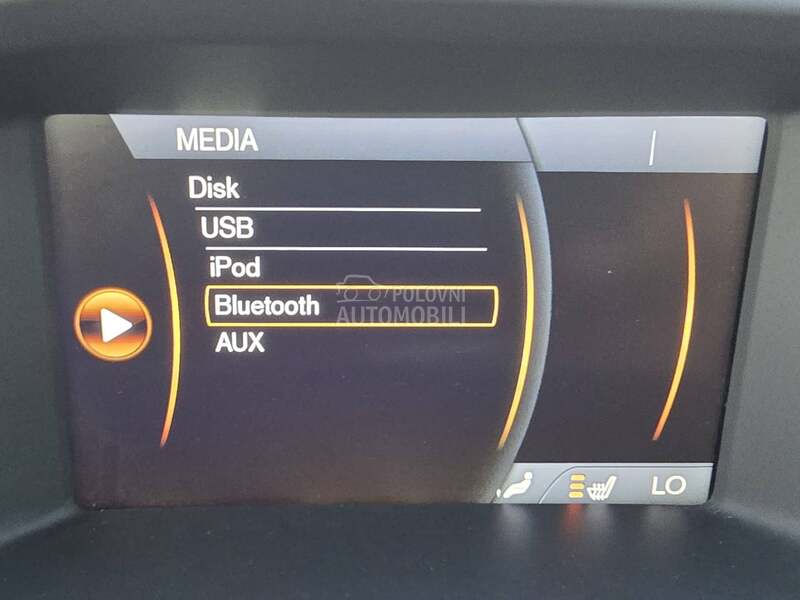 MEDIA
Disk
USB
iPod
Bluetooth
POLOVNI
AUTOMOBILI
AUX
LO